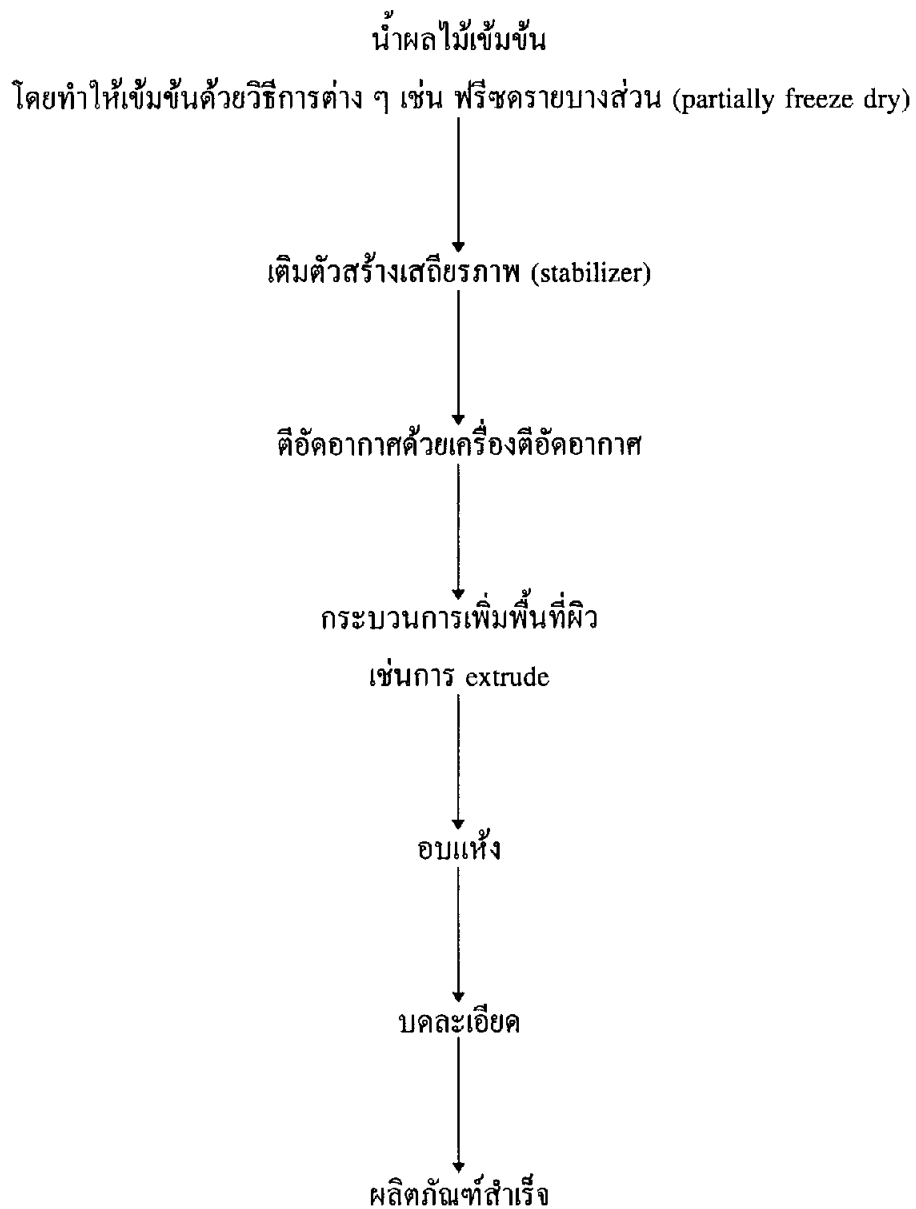 น้ำผลไม้เข้มข้น
โดยทำให้เข้มข้นด้วยวิธีการต่าง ๆ เช่น ฟรีซดรายบางส่วน (partially freeze dry)
เติมตัวสร้างเสถียรภาพ (stabilizer)
ตีอัดอากาศด้วยเครื่องตีอัดอากาศ
กระบวนการเพิ่มพื้นที่ผิว
เช่นการ extrude
อบแห้ง
บดละเอียด
ผลิตภัณฑ์สำเร็จ